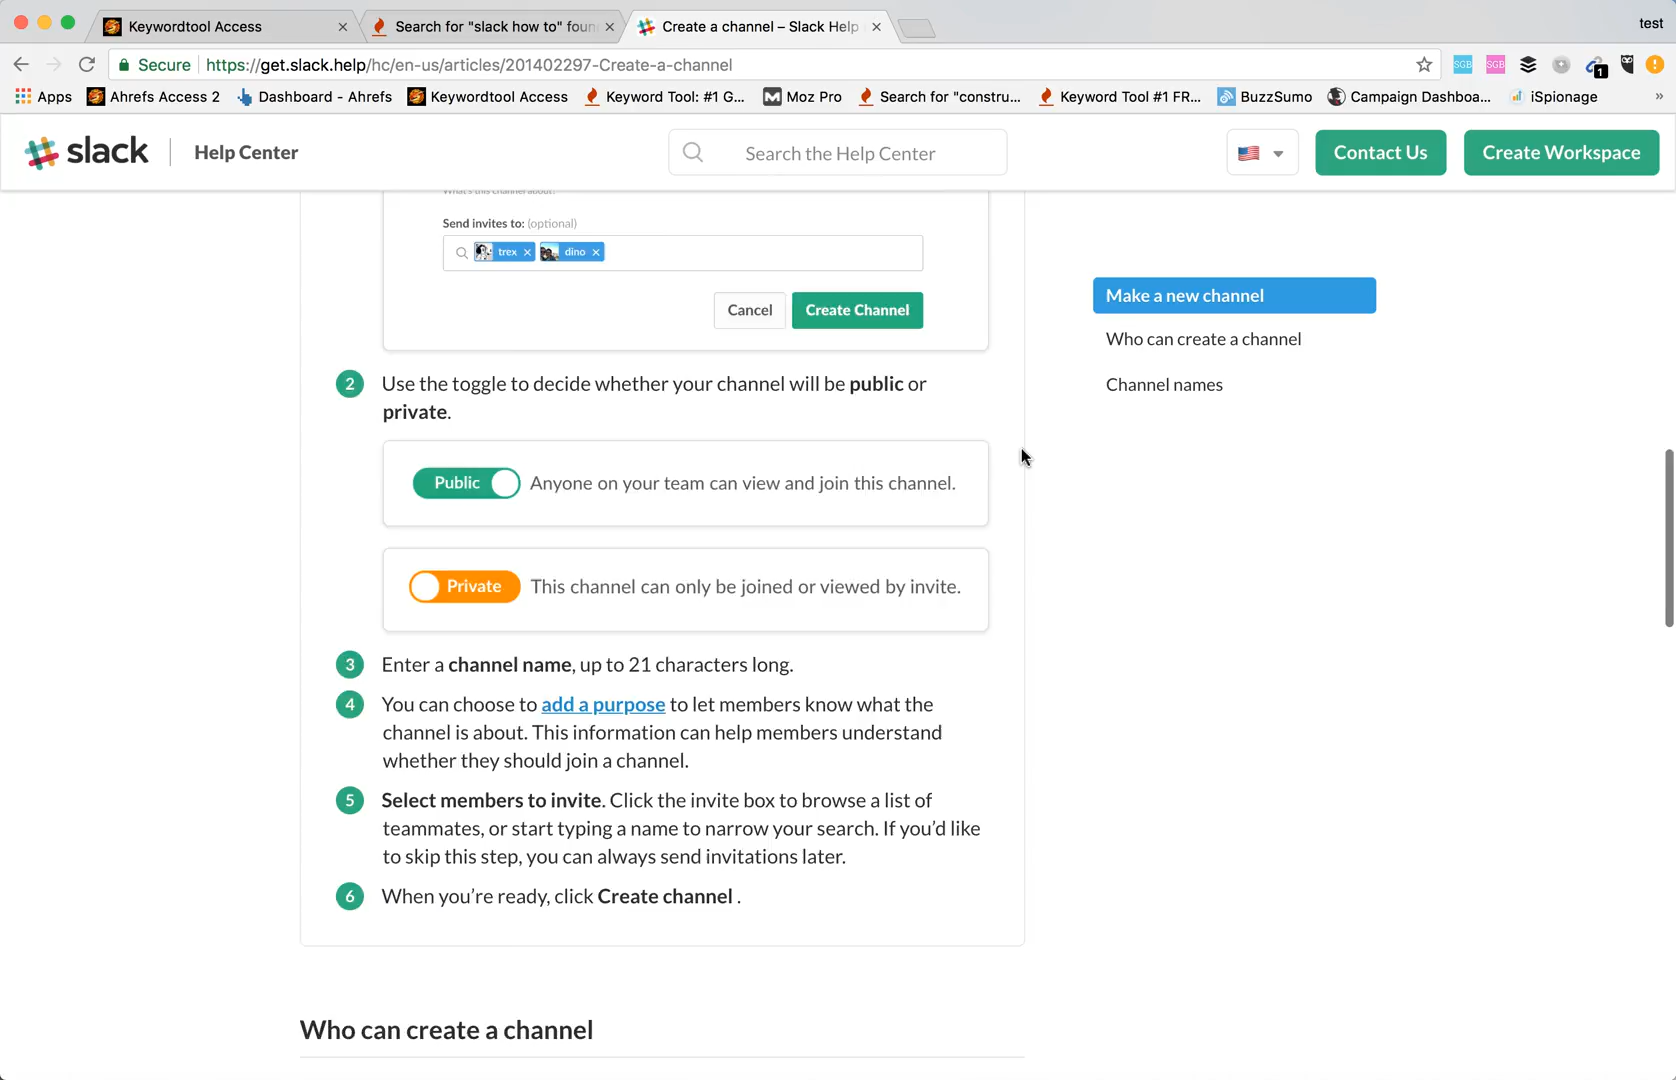 Keywordtool Access
Search for "slack how to" foun
Create a channel – Slack Help
test
Secure
https://get.slack.help/hc/en-us/articles/201402297-Create-a-channel
SGB
SGB
1
Apps
Ahrefs Access 2
Dashboard - Ahrefs
Keywordtool Access
Keyword Tool: #1 G...
Moz Pro
Search for "constru...
Keyword Tool #1 FR...
BuzzSumo
Campaign Dashboa...
iSpionage
»
slack
Help Center
Search the Help Center
Contact Us
Create Workspace
What's this channel about?
Send invites to: (optional)
trex ×
dino ×
Cancel
Create Channel
Make a new channel
Who can create a channel
Channel names
2 Use the toggle to decide whether your channel will be public or
private.
Public Anyone on your team can view and join this channel.
Private This channel can only be joined or viewed by invite.
3 Enter a channel name, up to 21 characters long.
4 You can choose to add a purpose to let members know what the
channel is about. This information can help members understand
whether they should join a channel.
5 Select members to invite. Click the invite box to browse a list of
teammates, or start typing a name to narrow your search. If you’d like
to skip this step, you can always send invitations later.
6 When you’re ready, click Create channel .
Who can create a channel